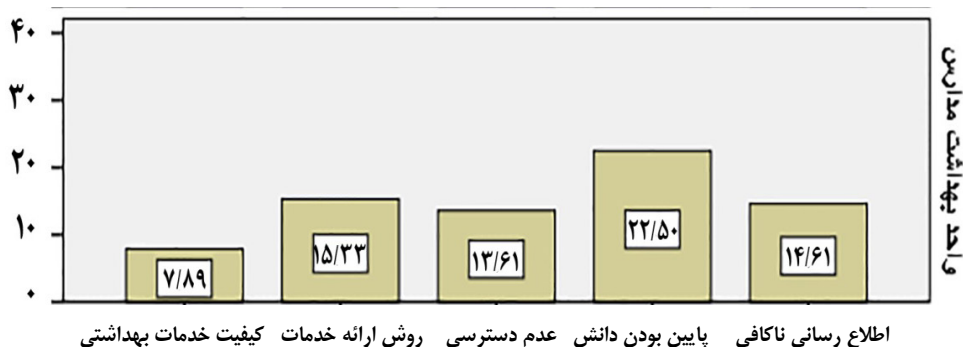 ۴۰
۳۰
۲۰
۱۰
۰
۷/۸۹
۱۵/۳۳
۱۳/۶۱
۲۲/۵۰
۱۴/۶۱
کیفیت خدمات بهداشتی
روش ارائه خدمات
عدم دسترسی
پایین بودن دانش
اطلاع رسانی ناکافی
واحد بهداشت مدارس